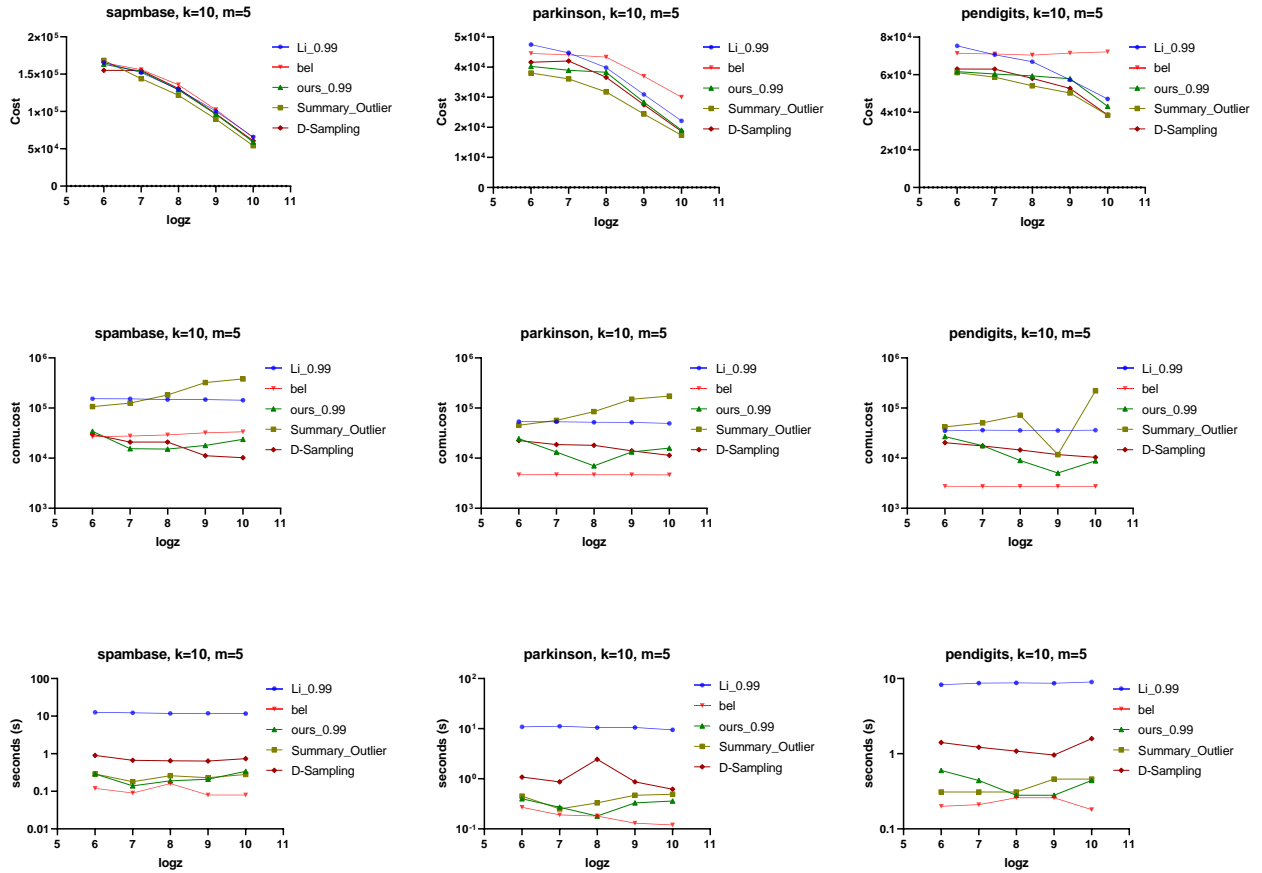 sapmbase, k=10, m=5
2×10⁵
1.5×10⁵
1×10⁵
5×10⁴
0
Cost
5 6 7 8 9 10 11
logz
Li_0.99
bel
ours_0.99
Summary_Outlier
D-Sampling
parkinson, k=10, m=5
5×10⁴
4×10⁴
3×10⁴
2×10⁴
1×10⁴
0
Cost
5 6 7 8 9 10 11
logz
Li_0.99
bel
ours_0.99
Summary_Outlier
D-Sampling
pendigits, k=10, m=5
8×10⁴
6×10⁴
4×10⁴
2×10⁴
0
Cost
5 6 7 8 9 10 11
logz
Li_0.99
bel
ours_0.99
Summary_Outlier
D-Sampling
spambase, k=10, m=5
10⁶
10⁵
10⁴
10³
comu.cost
5 6 7 8 9 10 11
logz
Li_0.99
bel
ours_0.99
Summary_Outlier
D-Sampling
parkinson, k=10, m=5
10⁶
10⁵
10⁴
10³
comu.cost
5 6 7 8 9 10 11
logz
Li_0.99
bel
ours_0.99
Summary_Outlier
D-Sampling
pendigits, k=10, m=5
10⁶
10⁵
10⁴
10³
comu.cost
5 6 7 8 9 10 11
logz
Li_0.99
bel
ours_0.99
Summary_Outlier
D-Sampling
spambase, k=10, m=5
100
10
1
0.1
0.01
seconds (s)
5 6 7 8 9 10 11
logz
Li_0.99
bel
ours_0.99
Summary_Outlier
D-Sampling
parkinson, k=10, m=5
10²
10¹
10⁰
10⁻¹
seconds (s)
5 6 7 8 9 10 11
logz
Li_0.99
bel
ours_0.99
Summary_Outlier
D-Sampling
pendigits, k=10, m=5
10
1
0.1
seconds (s)
5 6 7 8 9 10 11
logz
Li_0.99
bel
ours_0.99
Summary_Outlier
D-Sampling